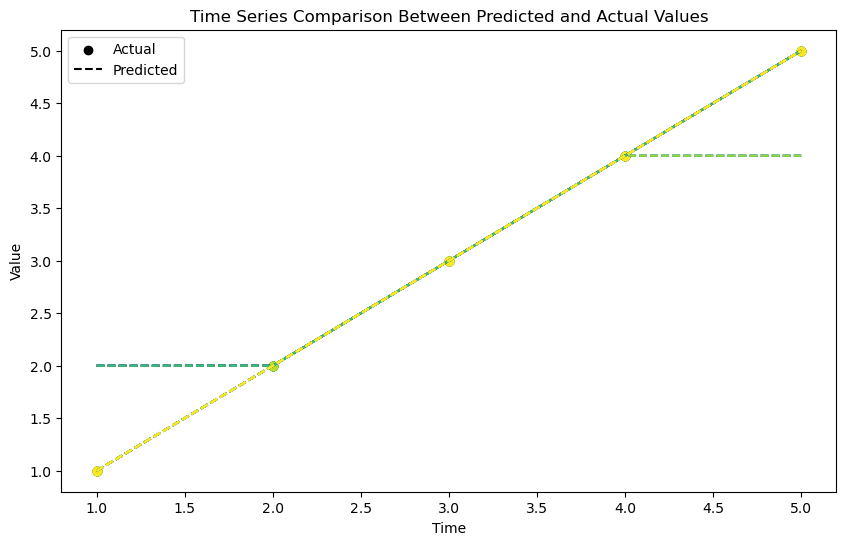 Time Series Comparison Between Predicted and Actual Values
Actual
Predicted
5.0
4.5
4.0
3.5
3.0
2.5
2.0
1.5
1.0
Value
1.0 1.5 2.0 2.5 3.0 3.5 4.0 4.5 5.0
Time